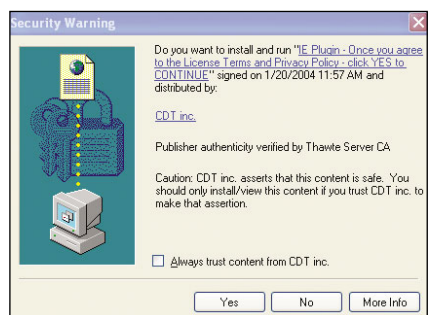 Security Warning
Do you want to install and run "IE Plugin - Once you agree
to the License Terms and Privacy Policy - click YES to
CONTINUE" signed on 1/20/2004 11:57 AM and
distributed by:
CDT inc.
Publisher authenticity verified by Thawte Server CA
Caution: CDT inc. asserts that this content is safe. You
should only install/view this content if you trust CDT inc. to
make that assertion.
Always trust content from CDT inc.
Yes No More Info